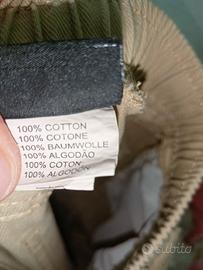 100% COTTON
100% COTONE
100% BAUMWOLLE
100% ALGODÃO
100% COTON
100% ALGODÓN
subito